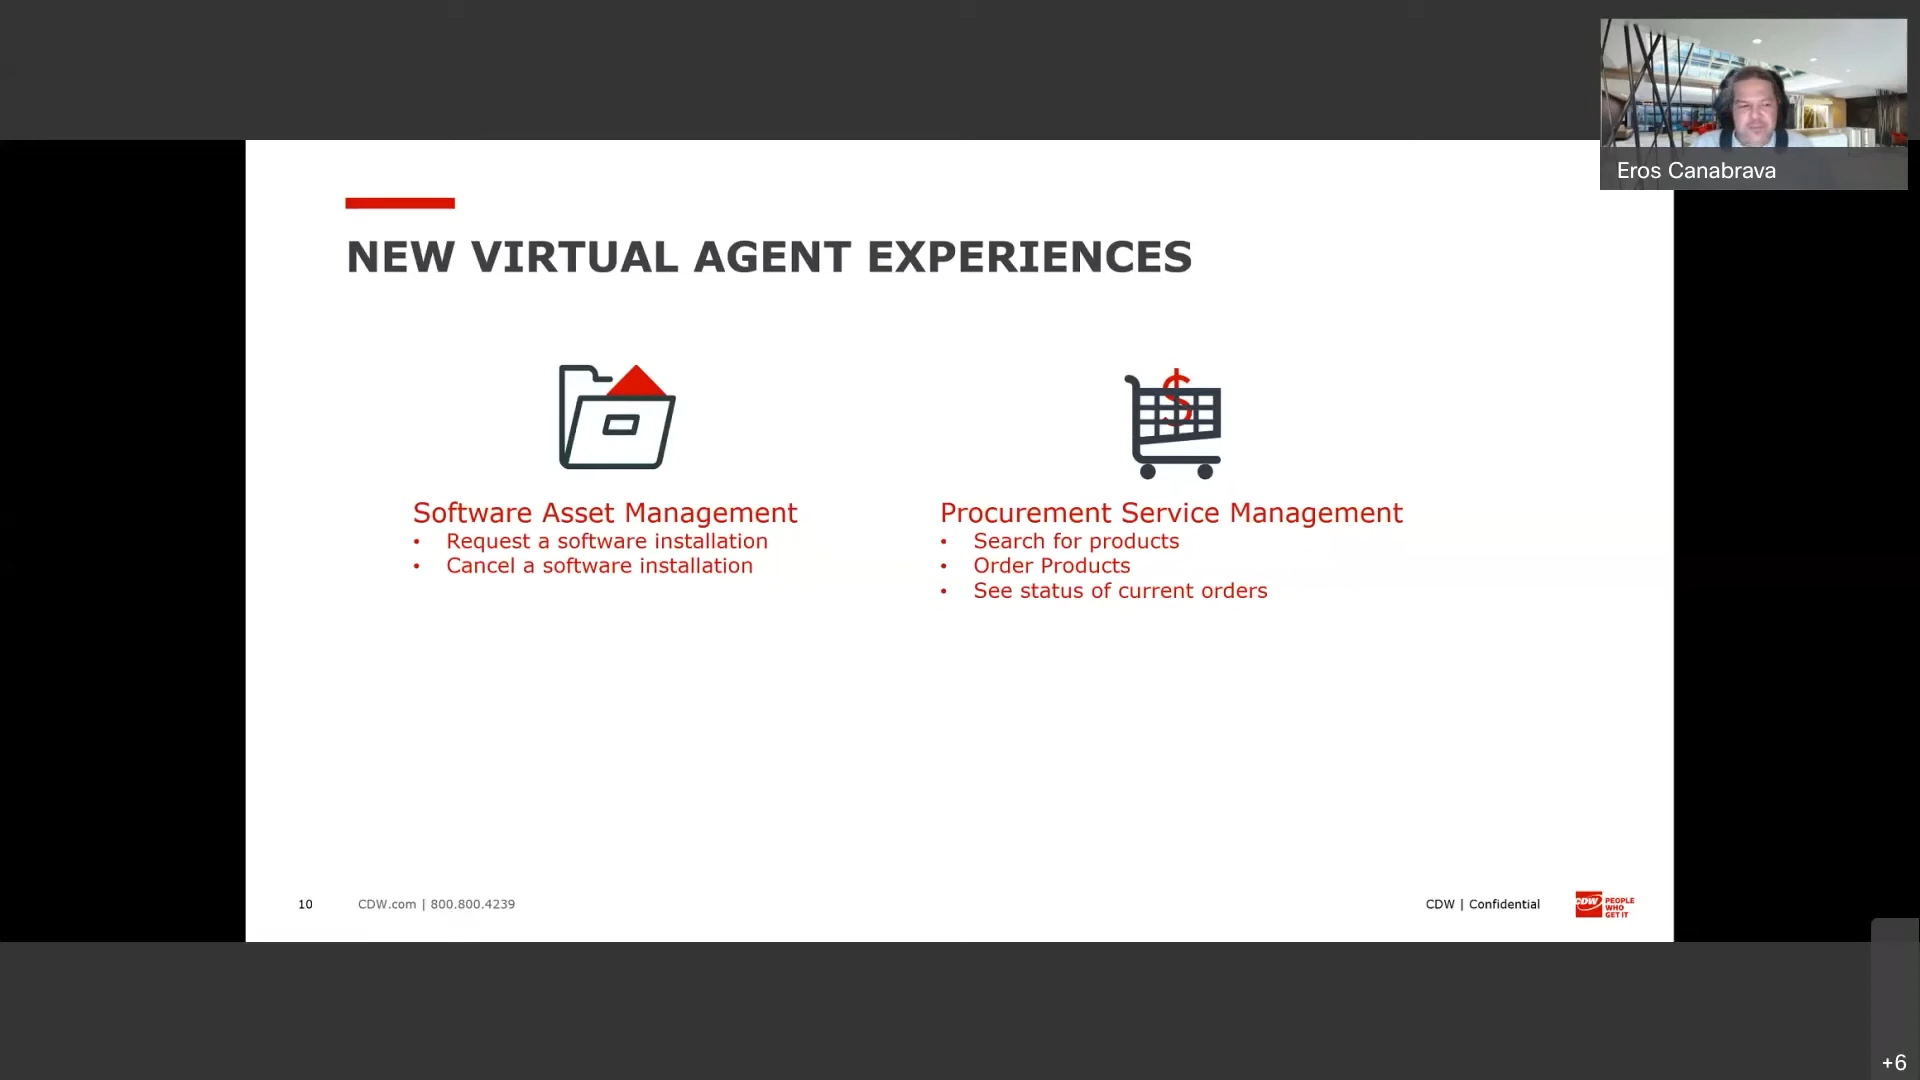 Eros Canabrava
NEW VIRTUAL AGENT EXPERIENCES
$
Software Asset Management
• Request a software installation
• Cancel a software installation
Procurement Service Management
• Search for products
• Order Products
• See status of current orders
10
CDW.com | 800.800.4239
CDW | Confidential
CDW
PEOPLE
WHO
GET IT
+6